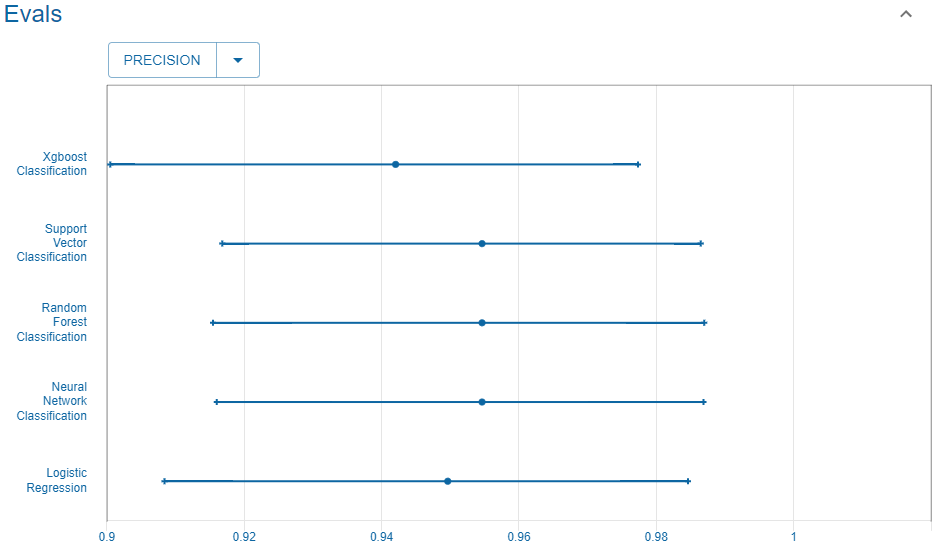 Evals
PRECISION
Xgboost
Classification
Support
Vector
Classification
Random
Forest
Classification
Neural
Network
Classification
Logistic
Regression
0.9 0.92 0.94 0.96 0.98 1